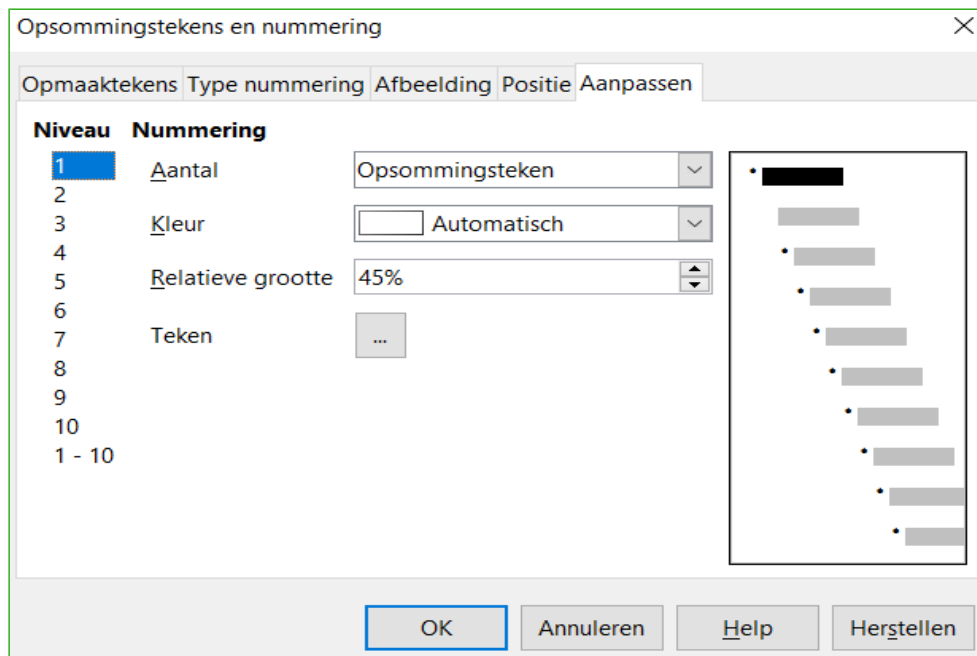 Opsommingstekens en nummering
Opmaaktekens Type nummering Afbeelding Positie Aanpassen
Niveau Nummering
1
2
3
4
5
6
7
8
9
10
1 - 10
Aantal Opsommingsteken
Kleur Automatisch
Relatieve grootte 45%
Teken ...
OK Annuleren Help Herstellen